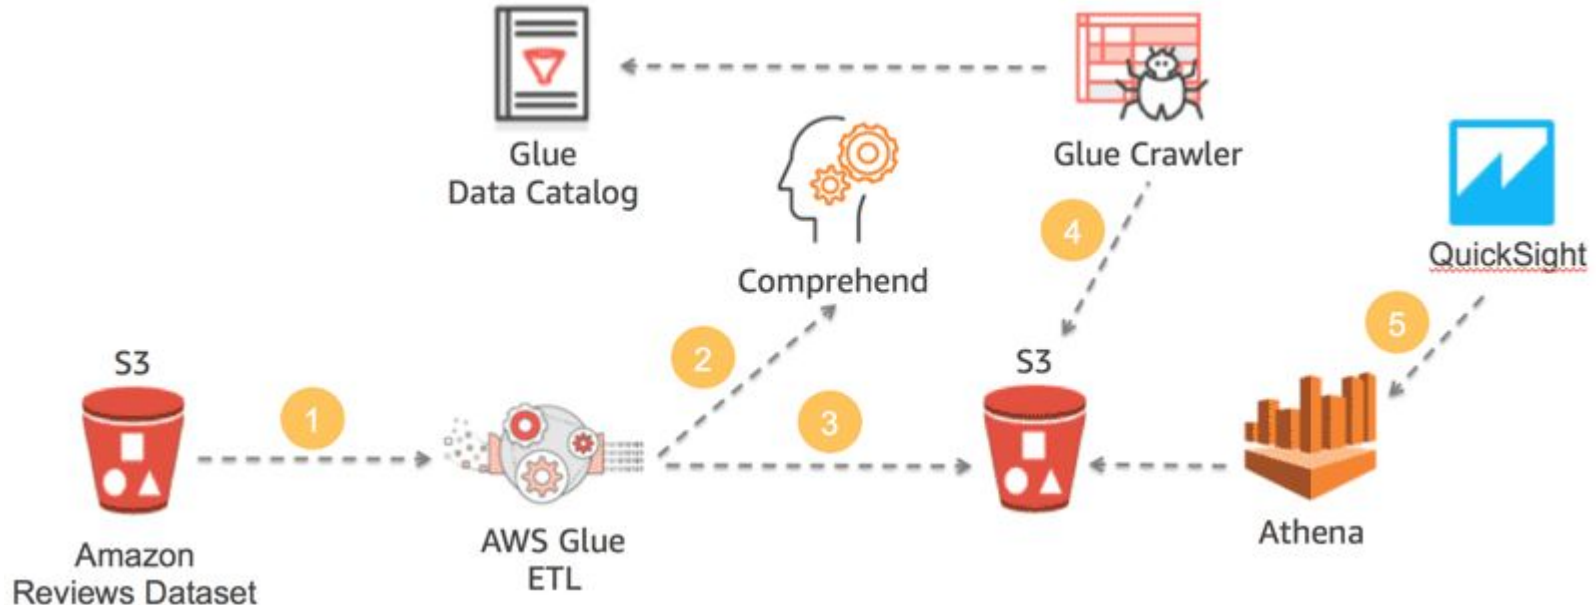 Glue
Data Catalog
Glue Crawler
Comprehend
4
QuickSight
5
2
S3
S3
1
3
AWS Glue
ETL
Athena
Amazon
Reviews Dataset